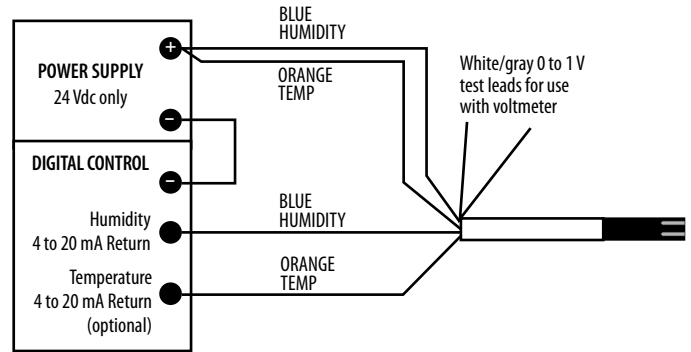 BLUE
HUMIDITY
+
POWER SUPPLY
24 Vdc only
ORANGE
TEMP
White/gray 0 to 1 V
test leads for use
with voltmeter
−
DIGITAL CONTROL
−
Humidity
4 to 20 mA Return
BLUE
HUMIDITY
Temperature
4 to 20 mA Return
(optional)
ORANGE
TEMP